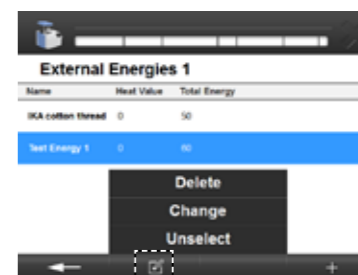 External Energies 1
Name Heat Value Total Energy
IKA cotton thread 0 50
Test Energy 1 0 60
Delete
Change
Unselect